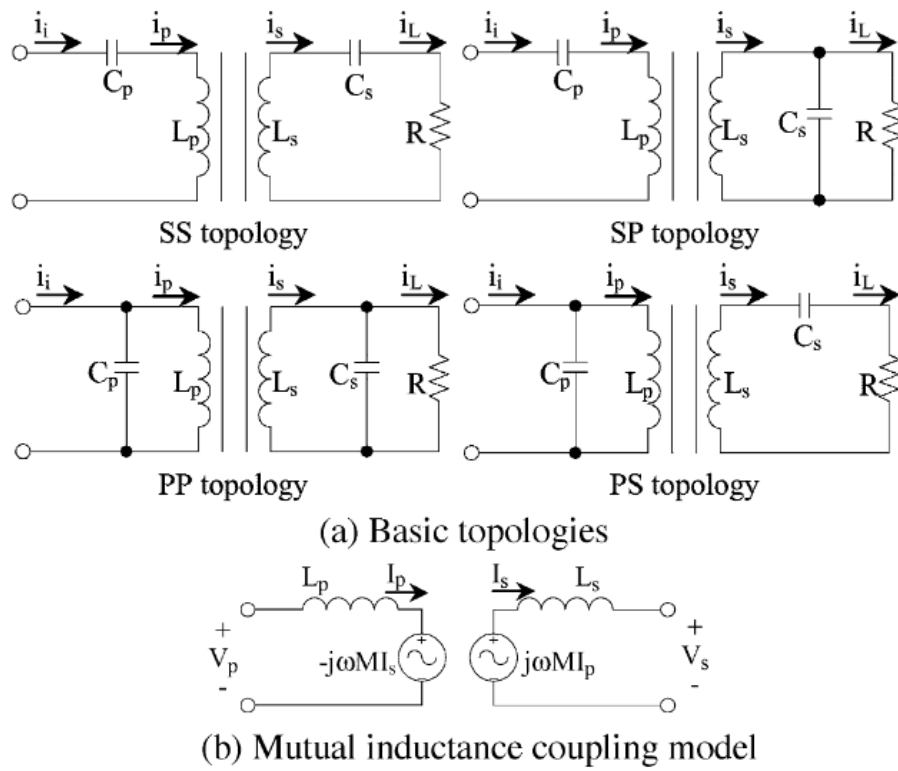 i_i i_p i_s i_L i_i i_p i_s i_L
C_p C_s C_p
L_p L_s R L_p L_s C_s R
SS topology SP topology
i_i i_p i_s i_L i_i i_p i_s i_L
C_s
C_p L_p L_s C_s R C_p L_p L_s R
PP topology PS topology
(a) Basic topologies
L_p I_p I_s L_s
+ + + +
V_p -jωMI_s jωMI_p V_s
- -
(b) Mutual inductance coupling model